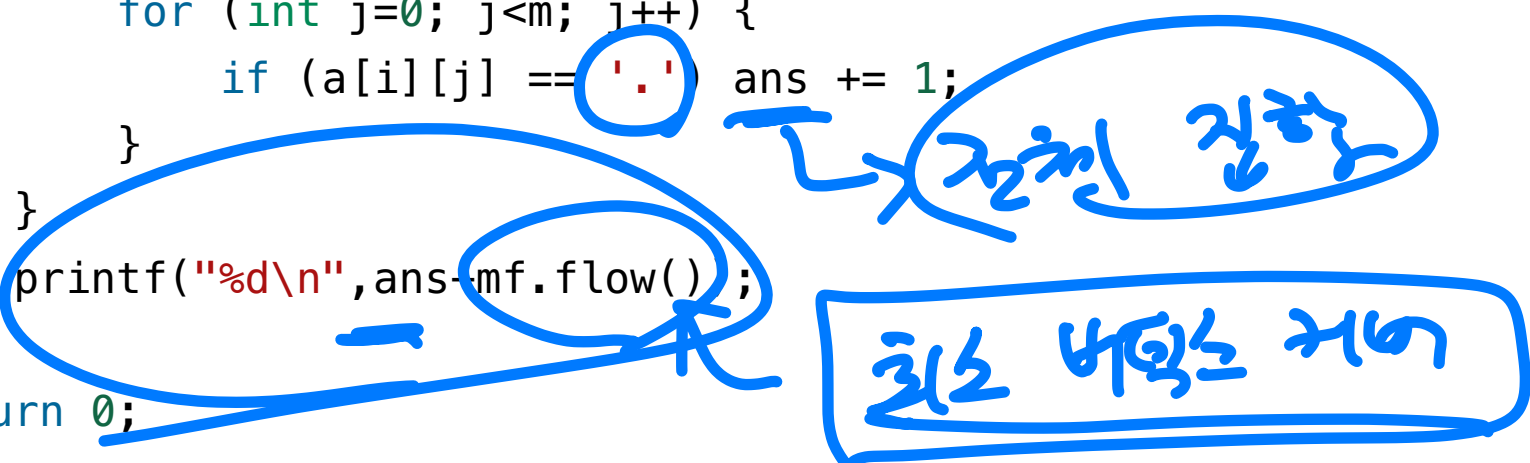 for (int j=0; j<m; j++) {
if (a[i][j] == '.') ans += 1;
전체 집합
}
}
printf("%d\n",ans-mf.flow());
최소 버텍스 커버
urn 0;